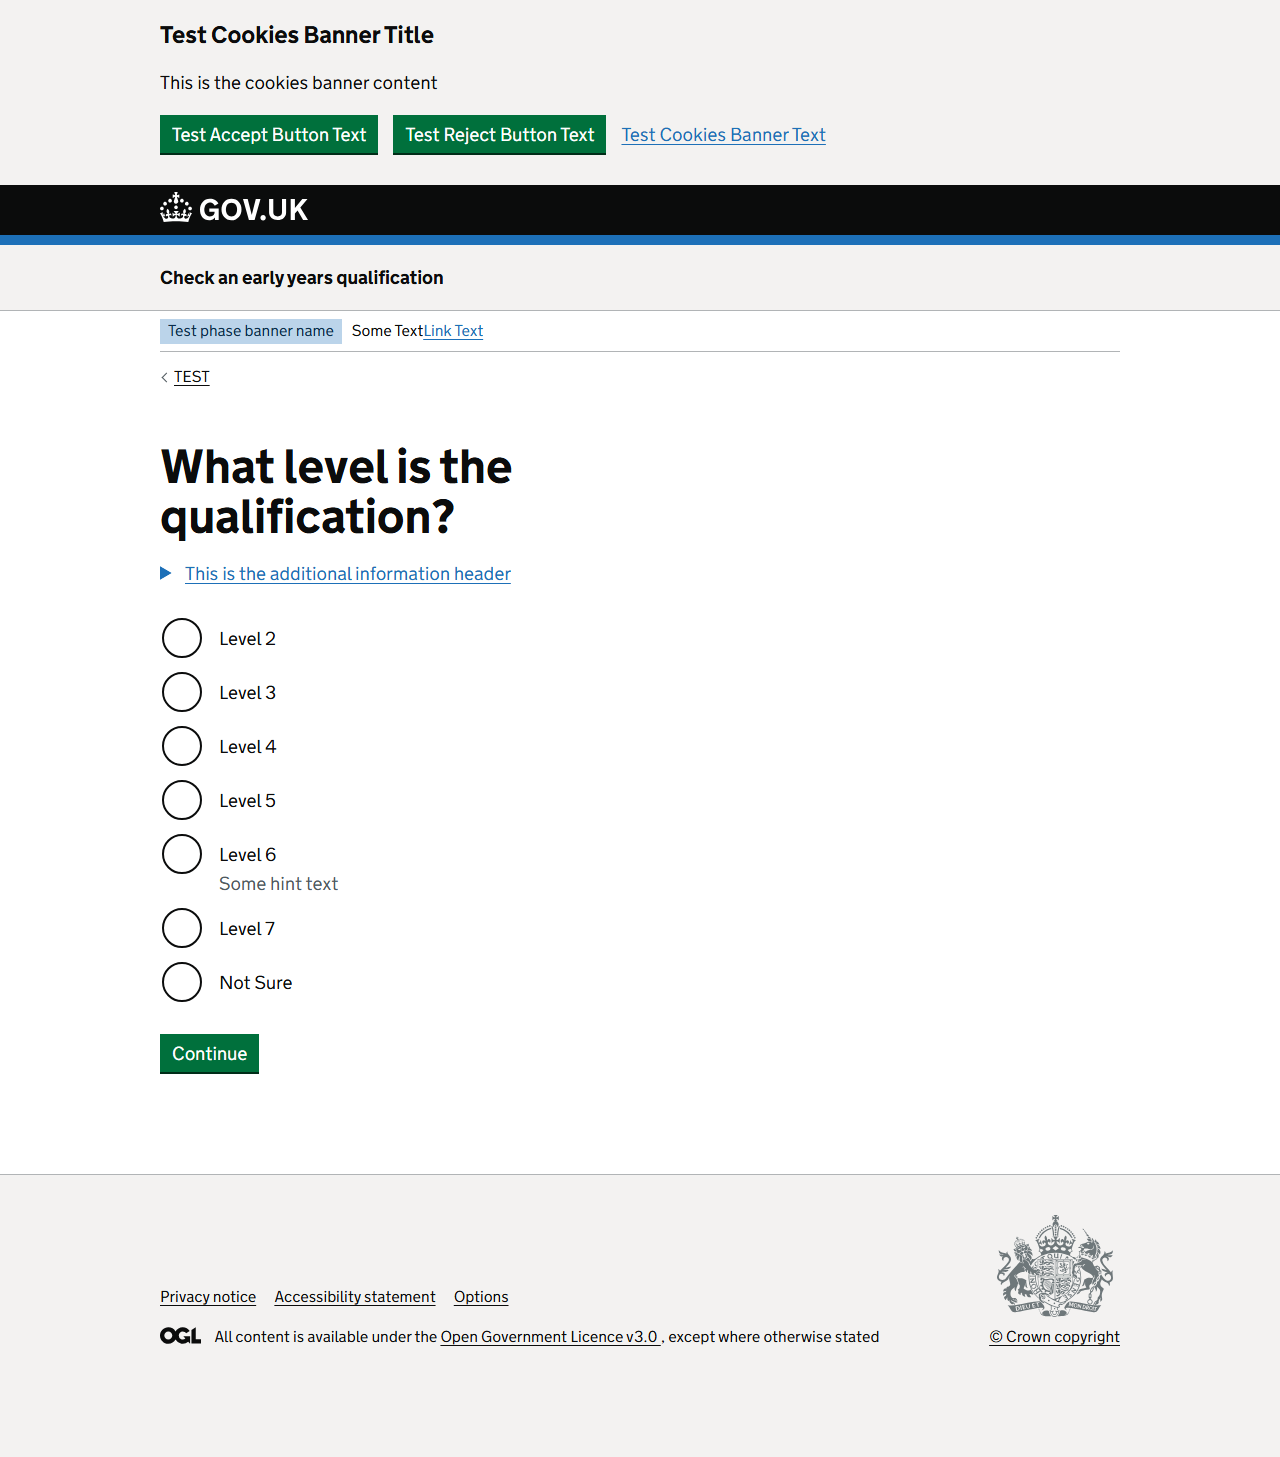 Test Cookies Banner Title
This is the cookies banner content
Test Accept Button Text Test Reject Button Text Test Cookies Banner Text
GOV.UK
Check an early years qualification
Test phase banner name Some TextLink Text
TEST
What level is the
qualification?
This is the additional information header
Level 2
Level 3
Level 4
Level 5
Level 6
Some hint text
Level 7
Not Sure
Continue
Privacy notice Accessibility statement Options
OGL All content is available under the Open Government Licence v3.0 , except where otherwise stated
© Crown copyright